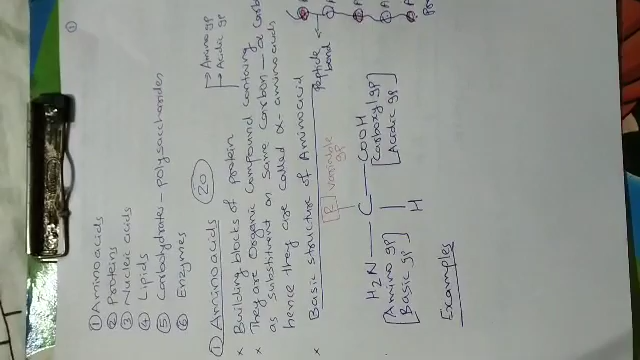 ①
① Aminoacids
② Proteins
③ Nucleic acids
④ Lipids
⑤ Carbohydrates - polysaccharides
⑥ Enzymes
① Aminoacids ⑳
→ Amino gp
→ Acidic gp
× Building blocks of protein
× They are organic compound containing
as substituent on same carbon - α carb
hence they are called α-aminoacids
× Basic structure of Aminoacid
Peptide
bond
[R] variable
gp
H₂N — C — COOH
[Amino gp] [Carboxyl gp]
[Basic gp] [Acidic gp]
H
Examples